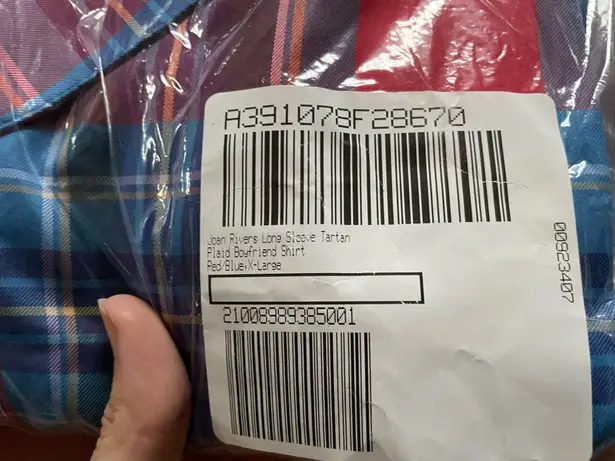 A391078F28670
Joan Rivers Long Sleeve Tartan
Plaid Boyfriend Shirt
Red/Blue,X-Large
21008989385001
00923407